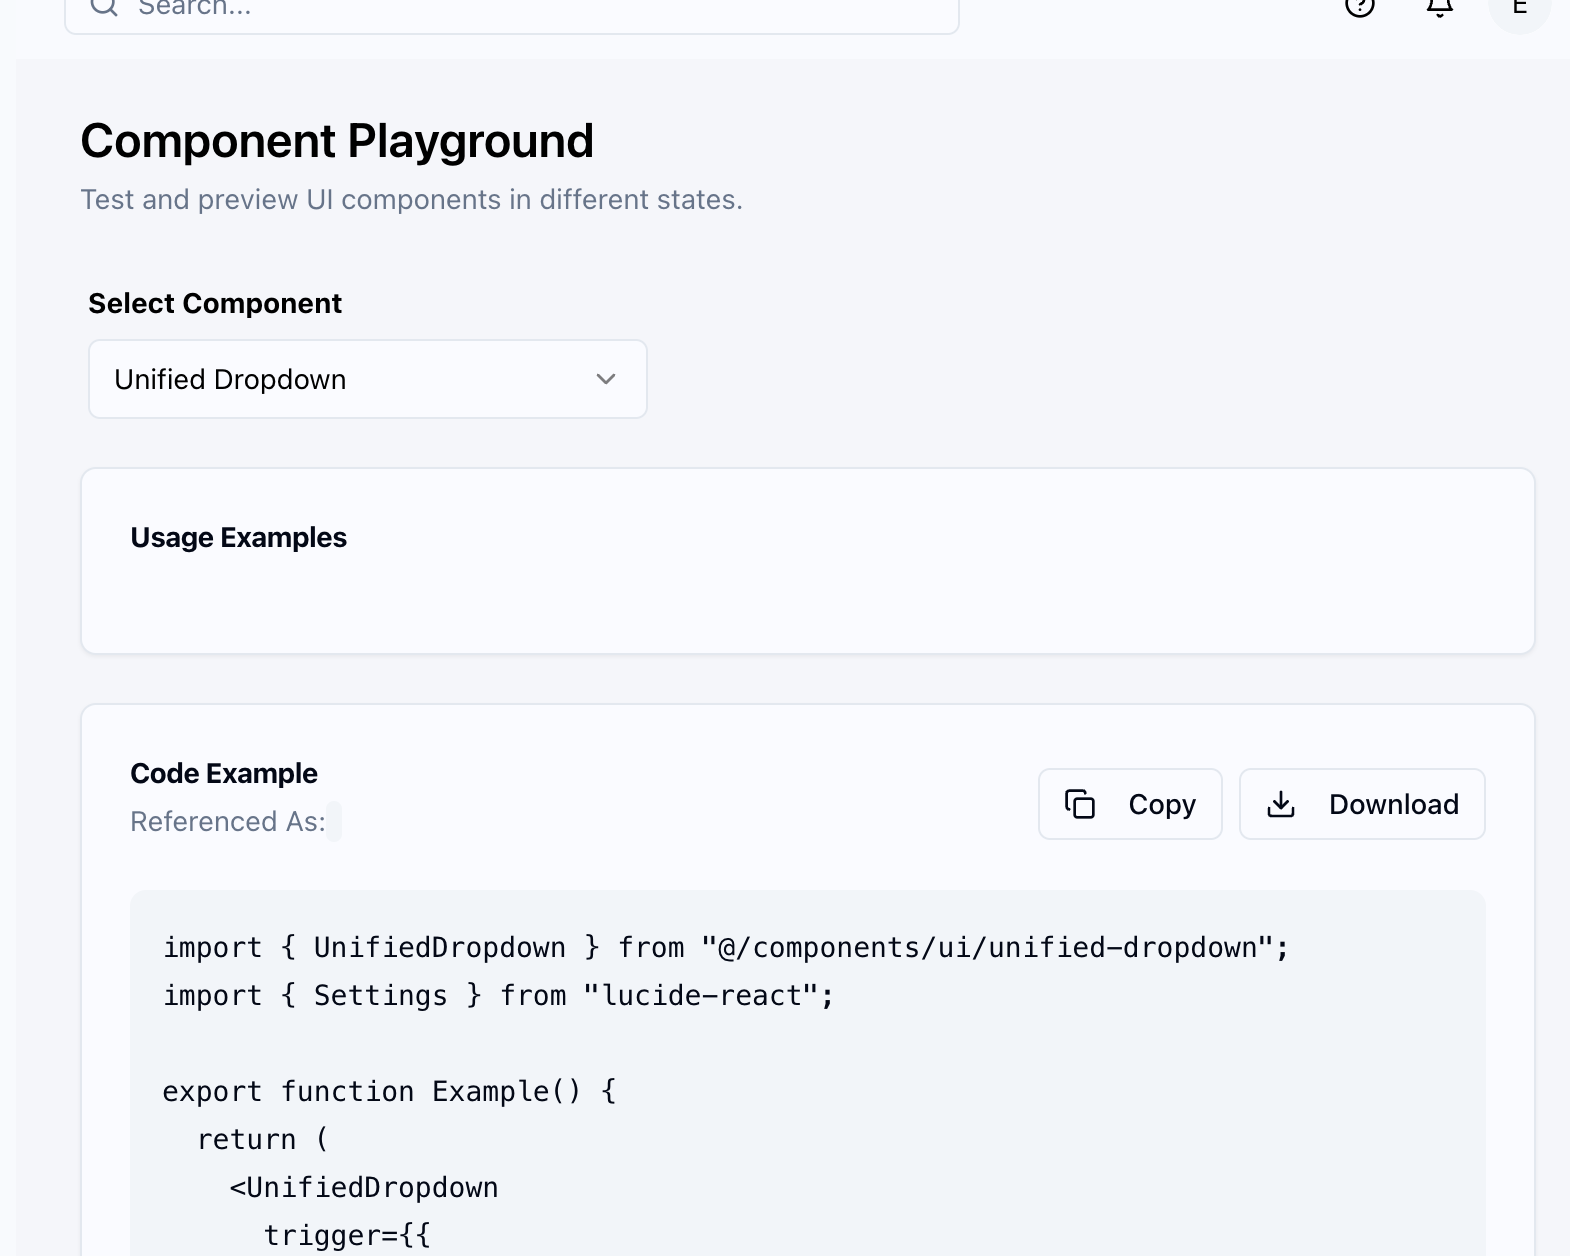 Search...
E
Component Playground
Test and preview UI components in different states.
Select Component
Unified Dropdown
Usage Examples
Code Example
Referenced As:
Copy
Download
import { UnifiedDropdown } from "@/components/ui/unified-dropdown";
import { Settings } from "lucide-react";
export function Example() {
return (
<UnifiedDropdown
trigger={{